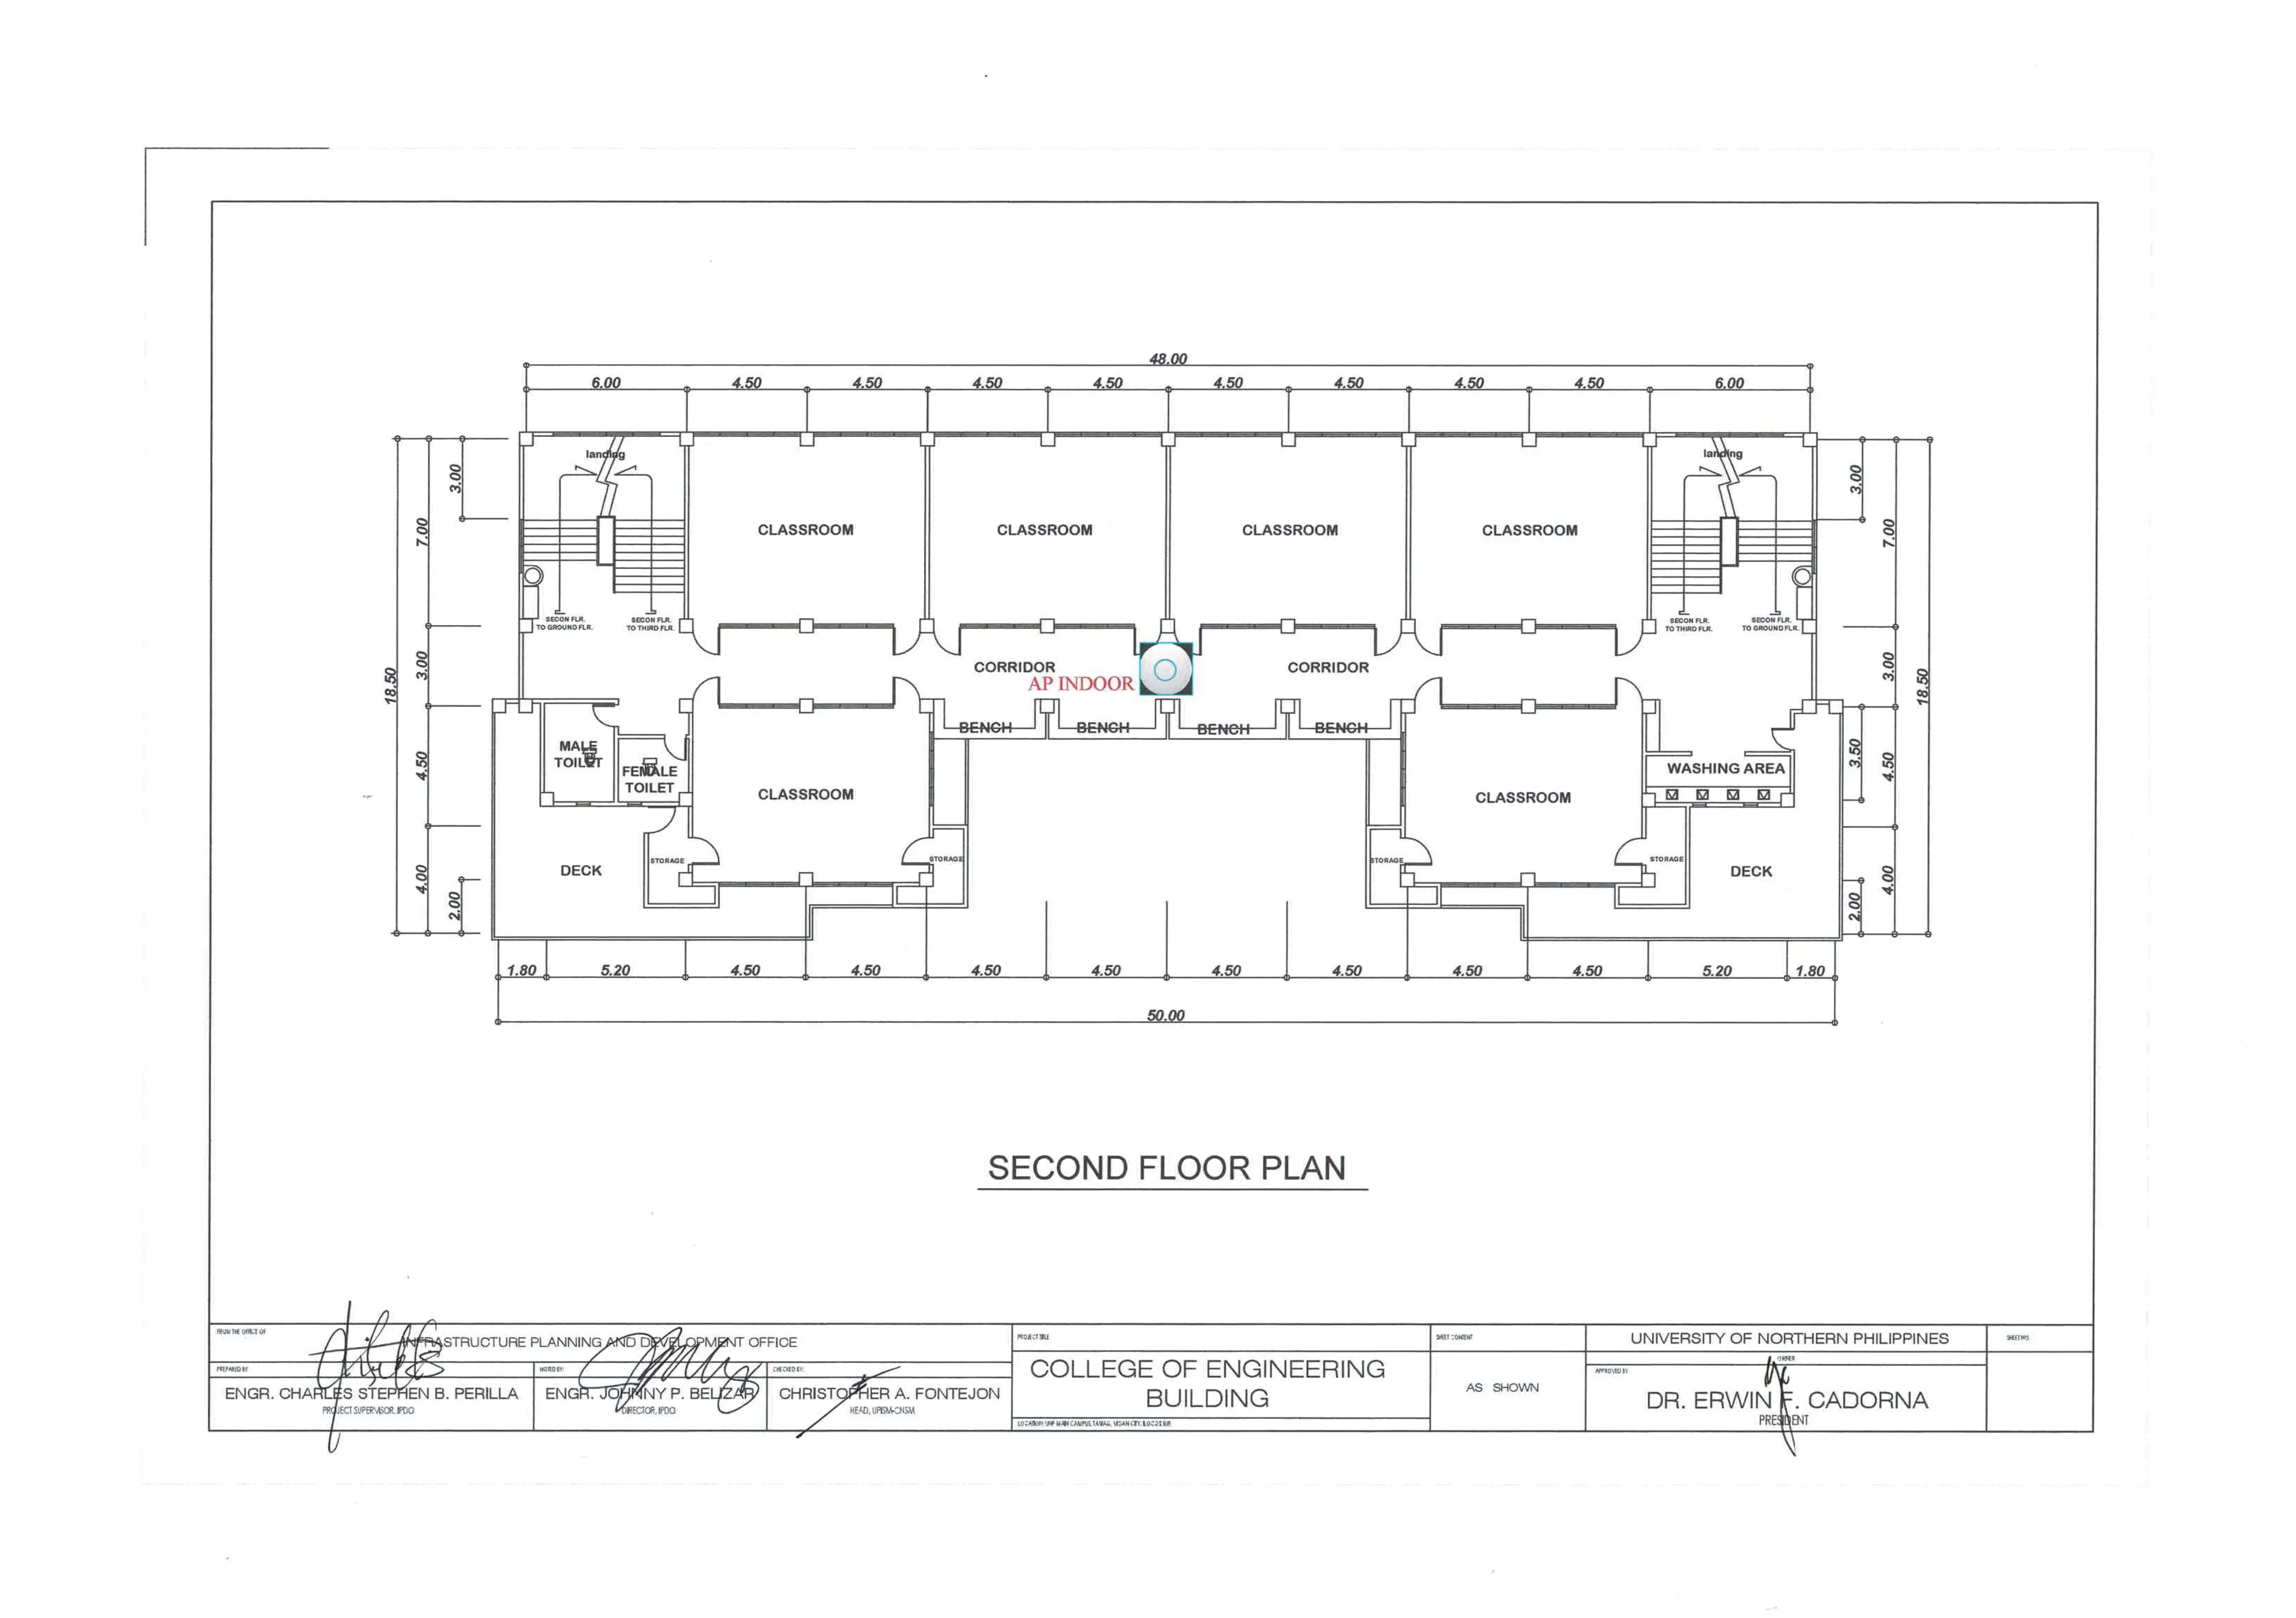 48.00
6.00 4.50 4.50 4.50 4.50 4.50 4.50 4.50 4.50 6.00
landing
landing
3.00
7.00
3.00
18.50
4.50
4.00
2.00
CLASSROOM CLASSROOM CLASSROOM CLASSROOM
SECON FLR.
TO GROUND FLR.
SECON FLR.
TO THIRD FLR.
SECON FLR.
TO THIRD FLR.
SECON FLR.
TO GROUND FLR.
3.00
7.00
3.00
18.50
3.50
4.50
4.00
2.00
CORRIDOR
AP INDOOR
CORRIDOR
BENCH BENCH BENCH BENCH
MALE
TOILET
FEMALE
TOILET
CLASSROOM
CLASSROOM
WASHING AREA
STORAGE
STORAGE
STORAGE
STORAGE
DECK
DECK
1.80 5.20 4.50 4.50 4.50 4.50 4.50 4.50 4.50 4.50 5.20 1.80
50.00
SECOND FLOOR PLAN
FROM THE OFFICE OF
INFRASTRUCTURE PLANNING AND DEVELOPMENT OFFICE
PREPARED BY
ENGR. CHARLES STEPHEN B. PERILLA
PROJECT SUPERVISOR, IPDO
NOTED BY:
ENGR. JOHNNY P. BELIZAR
DIRECTOR, IPDO
CHECKED BY:
CHRISTOPHER A. FONTEJON
HEAD, UPISM-CNSM
PROJECT TITLE
COLLEGE OF ENGINEERING
BUILDING
LOCATION: UNP MAIN CAMPUS, TAMAG, VIGAN CITY, ILOCOS SUR
SHEET CONTENT
AS SHOWN
UNIVERSITY OF NORTHERN PHILIPPINES
OWNER
APPROVED BY
DR. ERWIN F. CADORNA
PRESIDENT
SHEET NO.